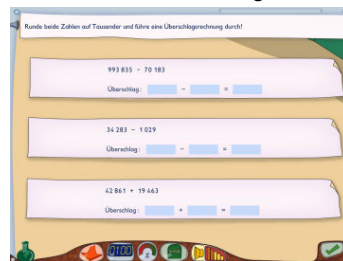 Runde beide Zahlen auf Tausender und führe eine Überschlagsrechnung durch!
993 835 - 70 183
Überschlag: - =
34 283 - 1 029
Überschlag: - =
42 861 + 19 463
Überschlag: + =
0100